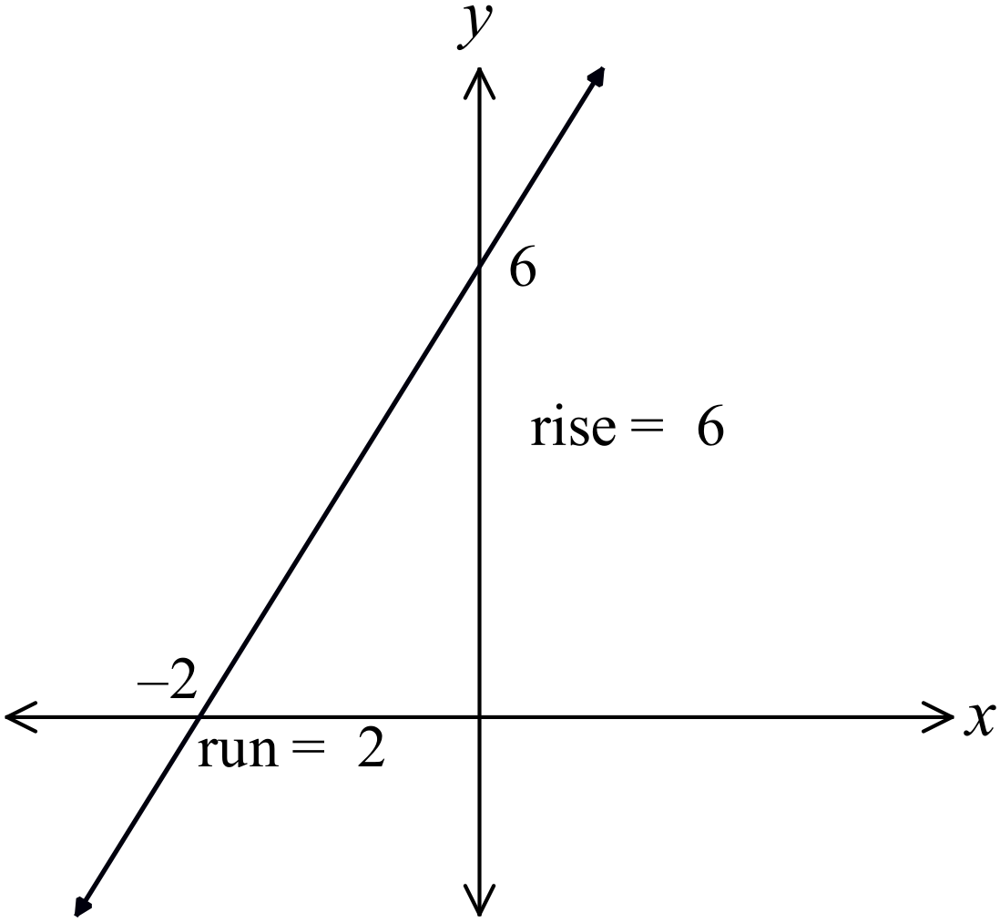 y
6
rise = 6
–2
x
run = 2